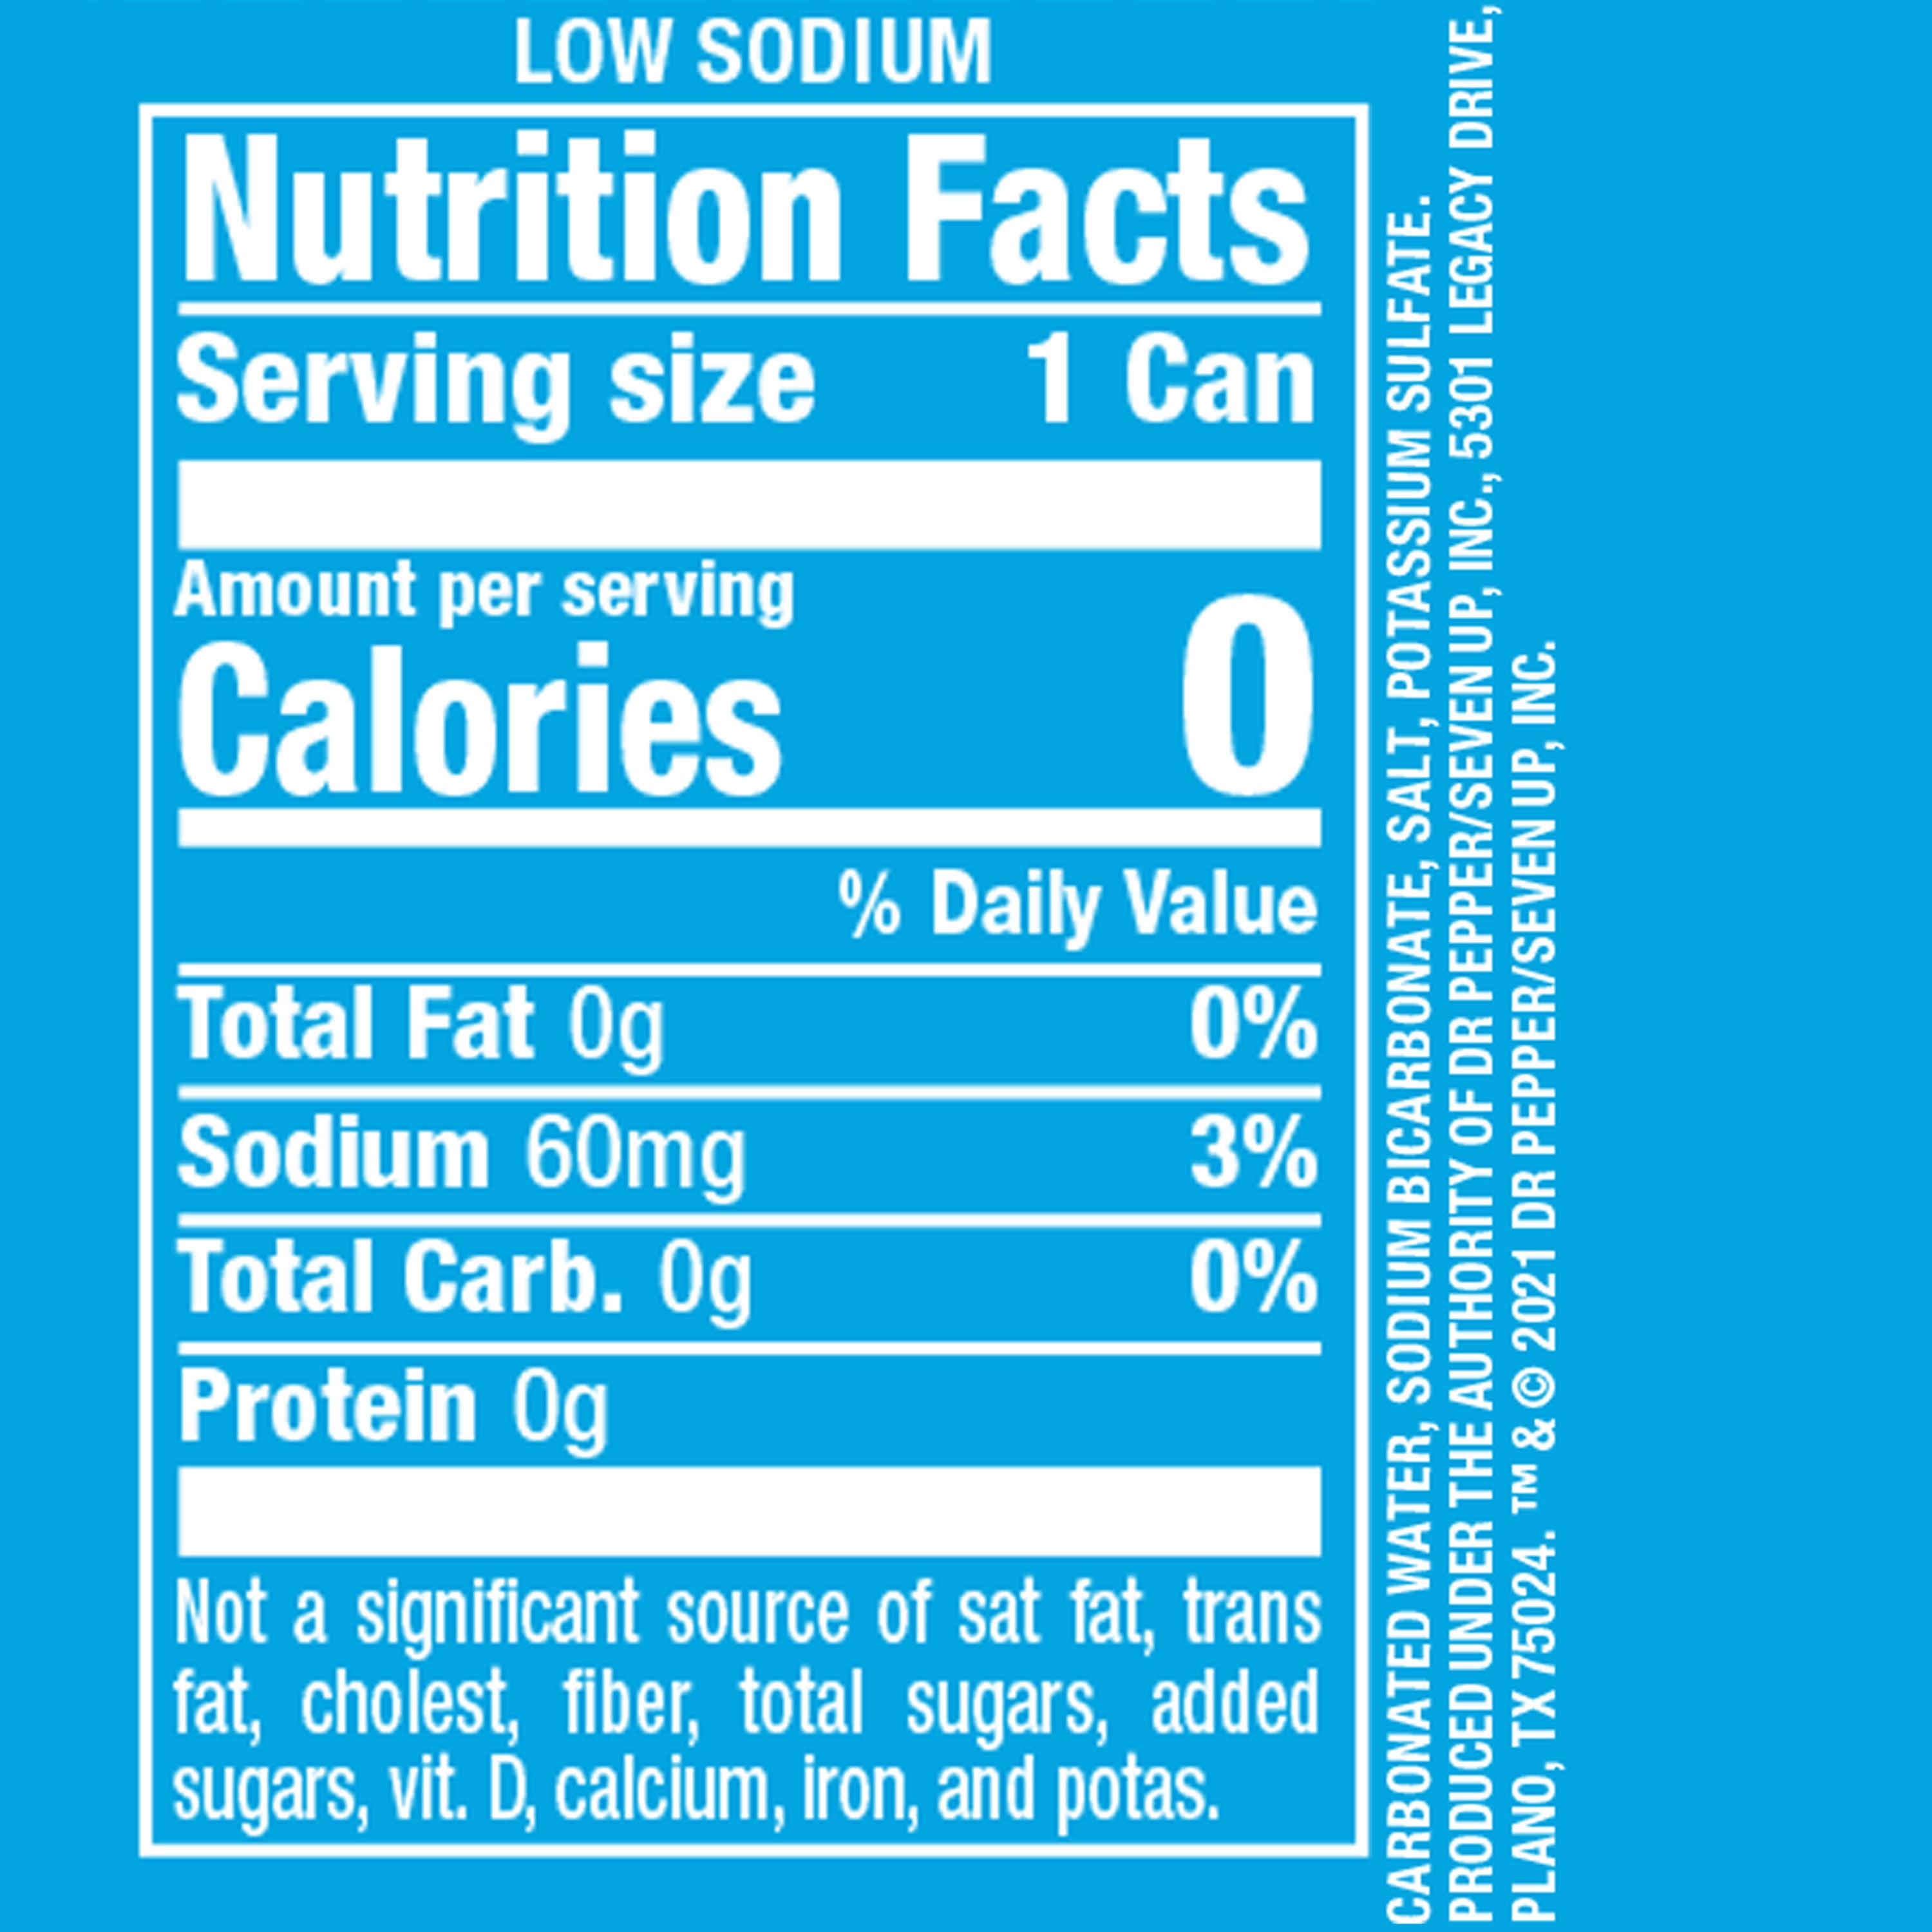 LOW SODIUM
Nutrition Facts
Serving size 1 Can
Amount per serving
Calories 0
% Daily Value
Total Fat 0g 0%
Sodium 60mg 3%
Total Carb. 0g 0%
Protein 0g
Not a significant source of sat fat, trans
fat, cholest, fiber, total sugars, added
sugars, vit. D, calcium, iron, and potas.
CARBONATED WATER, SODIUM BICARBONATE, SALT, POTASSIUM SULFATE.
PRODUCED UNDER THE AUTHORITY OF DR PEPPER/SEVEN UP, INC., 5301 LEGACY DRIVE,
PLANO, TX 75024. ™ & © 2021 DR PEPPER/SEVEN UP, INC.